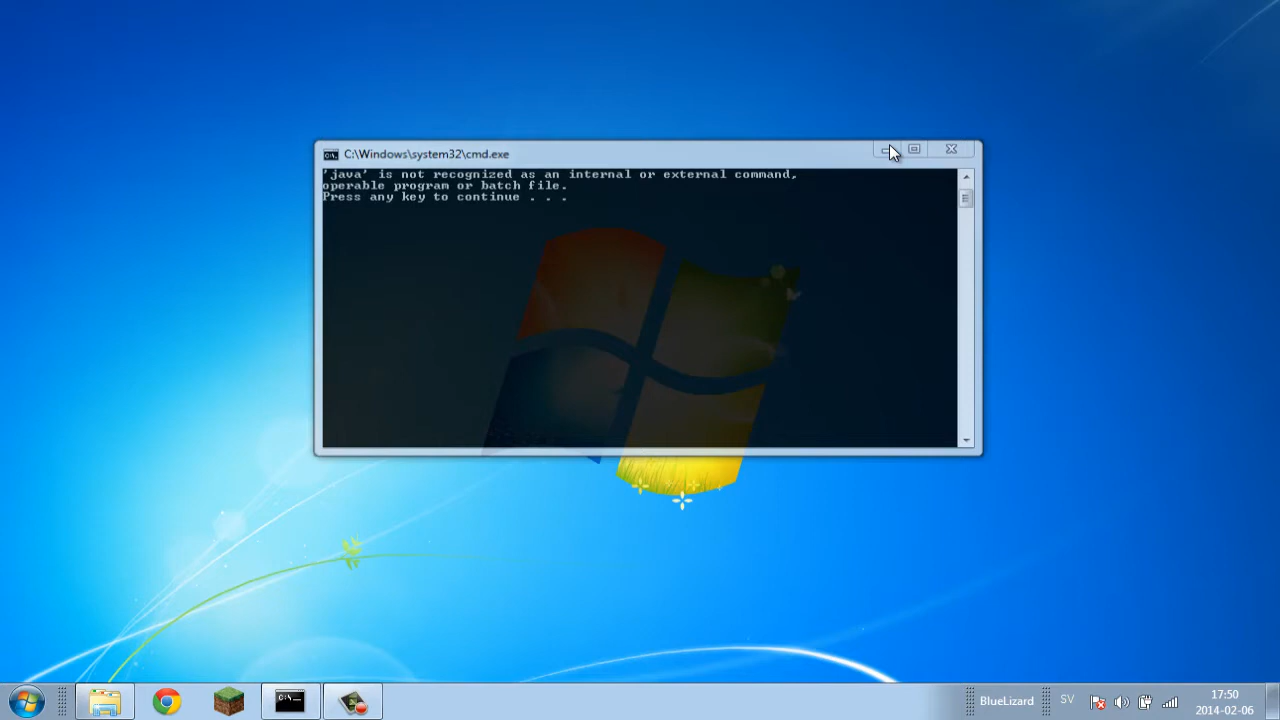 C:\Windows\system32\cmd.exe
'java' is not recognized as an internal or external command,
operable program or batch file.
Press any key to continue . . .
C:\_
BlueLizard
SV
17:50
2014-02-06